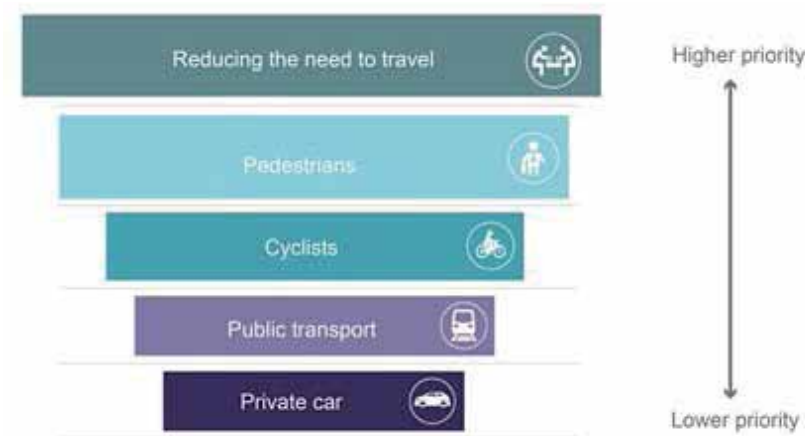 Reducing the need to travel
Higher priority
Pedestrians
Cyclists
Public transport
Private car
Lower priority